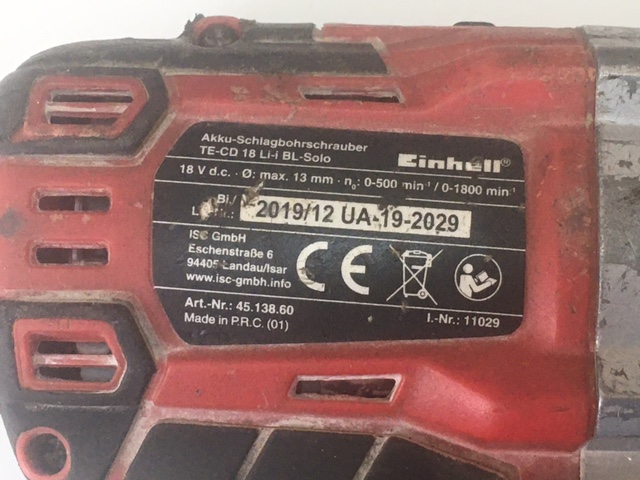 Akku-Schlagbohrschrauber
TE-CD 18 Li-i BL-Solo
Einhell®
18 V d.c. - Ø: max. 13 mm - n₀: 0-500 min⁻¹ / 0-1800 min⁻¹
2019/12 UA-19-2029
ISC GmbH
Eschenstraße 6
94405 Landau/Isar
www.isc-gmbh.info
CE
Art.-Nr.: 45.138.60
Made in P.R.C. (01)
I.-Nr.: 11029